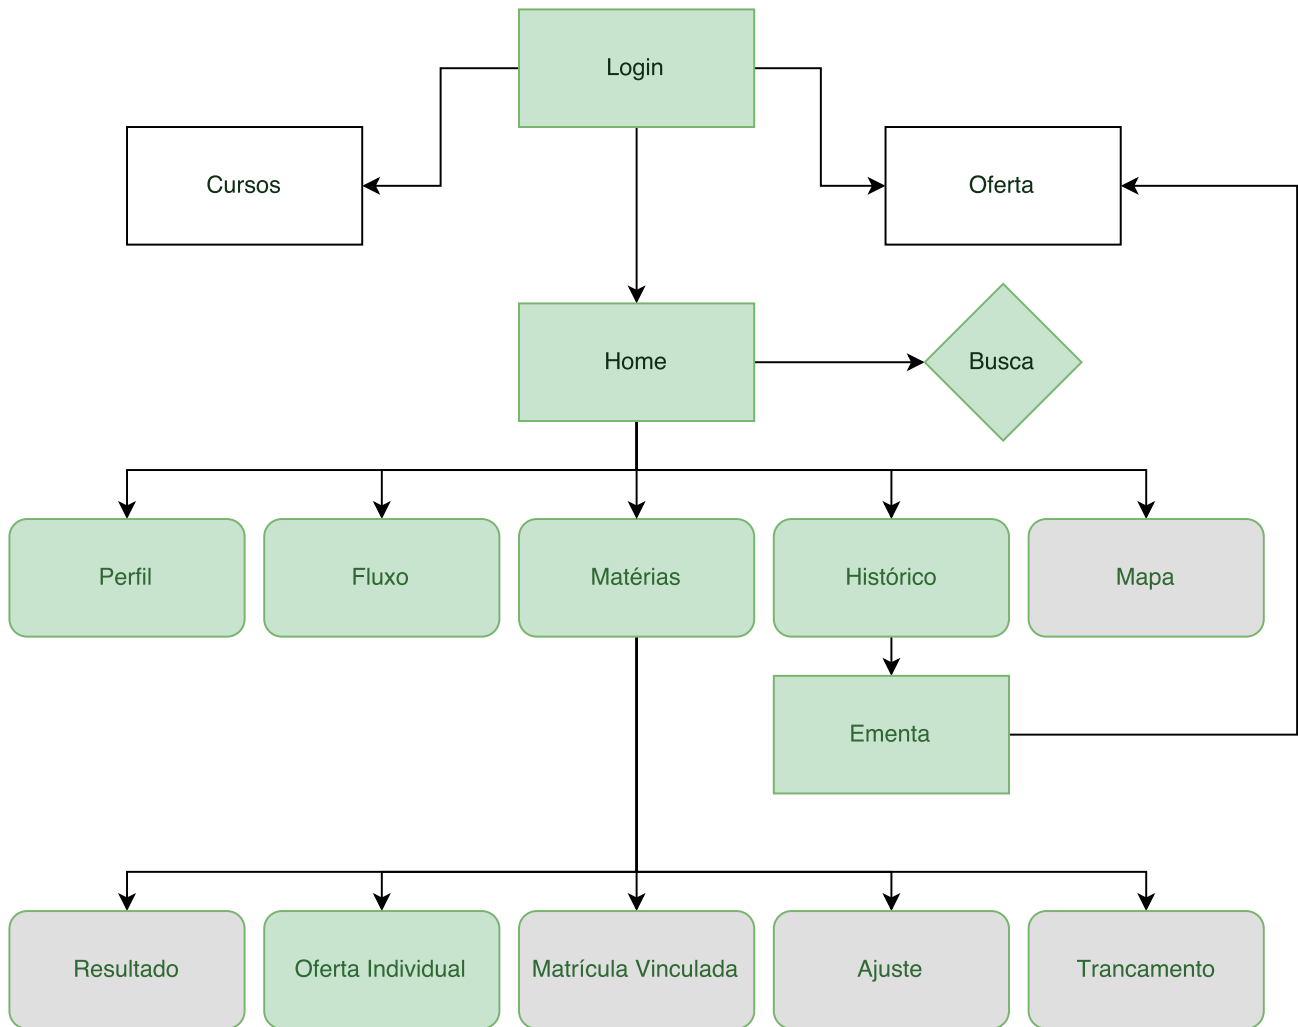 Login
Cursos
Oferta
Home
Busca
Perfil
Fluxo
Matérias
Histórico
Mapa
Ementa
Resultado
Oferta Individual
Matrícula Vinculada
Ajuste
Trancamento